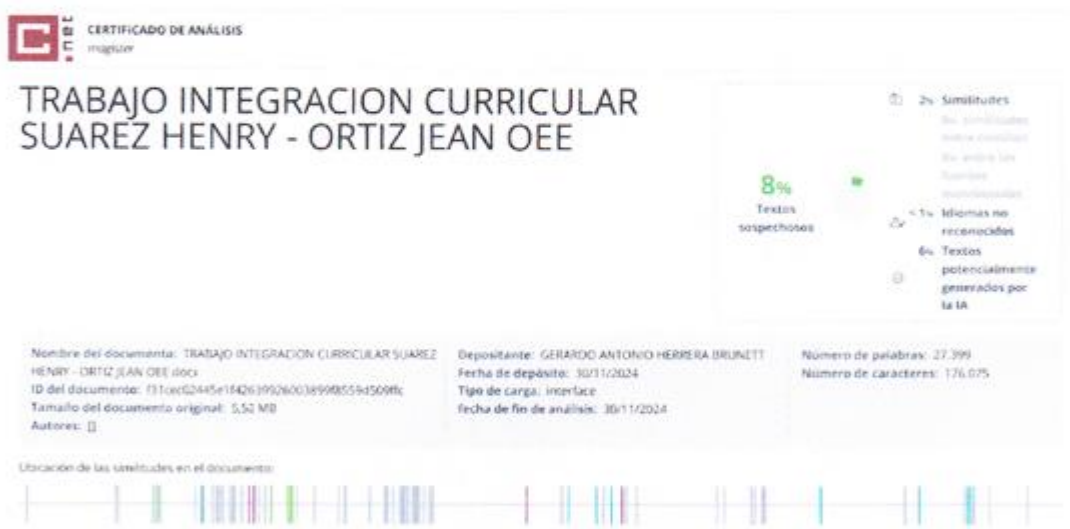 .net
CERTIFICADO DE ANÁLISIS
magister
TRABAJO INTEGRACION CURRICULAR
SUAREZ HENRY - ORTIZ JEAN OEE
8%
Textos
sospechosos
2% Similitudes
< 1% Idiomas no
reconocidos
6% Textos
potencialmente
generados por
la IA
Nombre del documento: TRABAJO INTEGRACION CURRICULAR SUAREZ
HENRY - ORTIZ JEAN OEE.docx
ID del documento:
Tamaño del documento original: 5,52 MB
Autores: []
Depositante: GERARDO ANTONIO HERRERA BRUNETT
Fecha de depósito: 30/11/2024
Tipo de carga: interface
fecha de fin de análisis: 30/11/2024
Número de palabras: 27.399
Número de caracteres: 176.075
Ubicación de las similitudes en el documento: